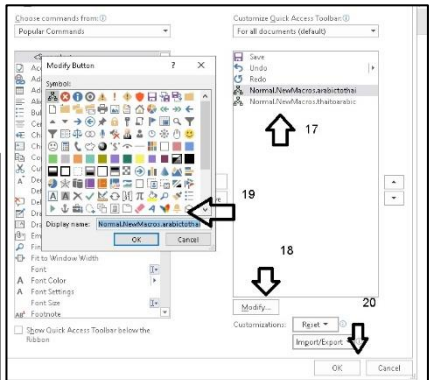 Choose commands from:
Popular Commands
Customize Quick Access Toolbar:
For all documents (default)
Save
Undo
Redo
Normal.NewMacros.arabictothai
Normal.NewMacros.thaitoarabic
17
Modify Button ? X
Symbol:
Display name: Normal.NewMacros.arabictothai
OK Cancel
19
18
Fit to Window Width
Font
Font Color
Font Settings
Font Size
Footnote
Show Quick Access Toolbar below the
Ribbon
Modify...
20
Customizations: Reset
Import/Export
OK Cancel